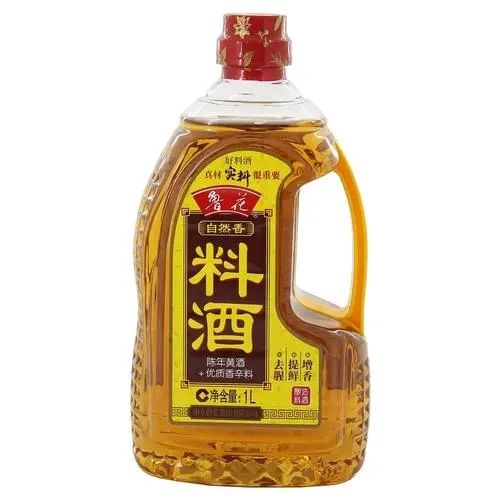 好料酒
真材实料很重要
鲁花
自然香
料酒
陈年黄酒
+优质香辛料
去腥 提鲜 增香
净含量:1L
酿造料酒